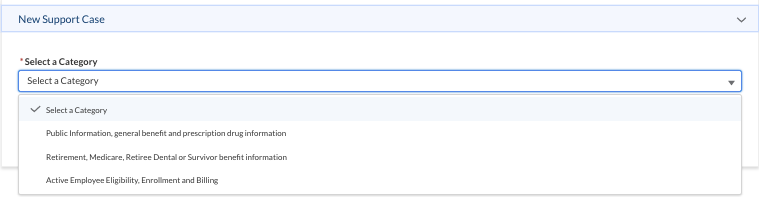 New Support Case
* Select a Category
Select a Category
Select a Category
Public Information, general benefit and prescription drug information
Retirement, Medicare, Retiree Dental or Survivor benefit information
Active Employee Eligibility, Enrollment and Billing